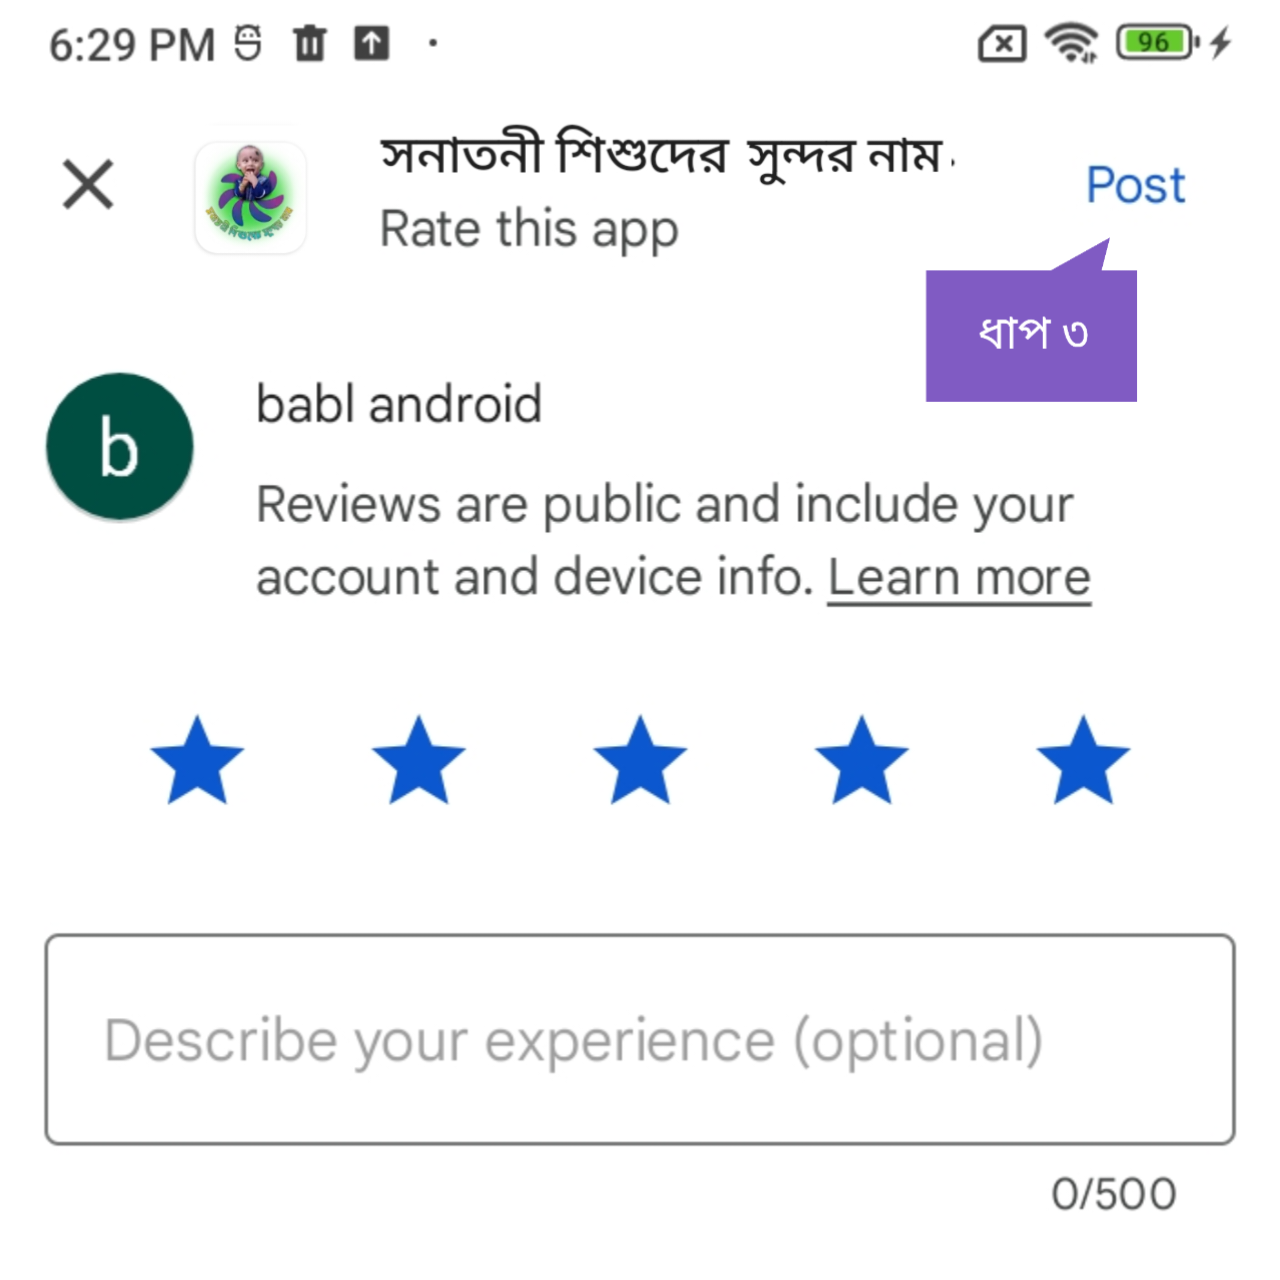 6:29 PM
96
সনাতনী শিশুদের সুন্দর নাম
Post
Rate this app
ধাপ ৩
b
babl android
Reviews are public and include your
account and device info. Learn more
Describe your experience (optional)
0/500